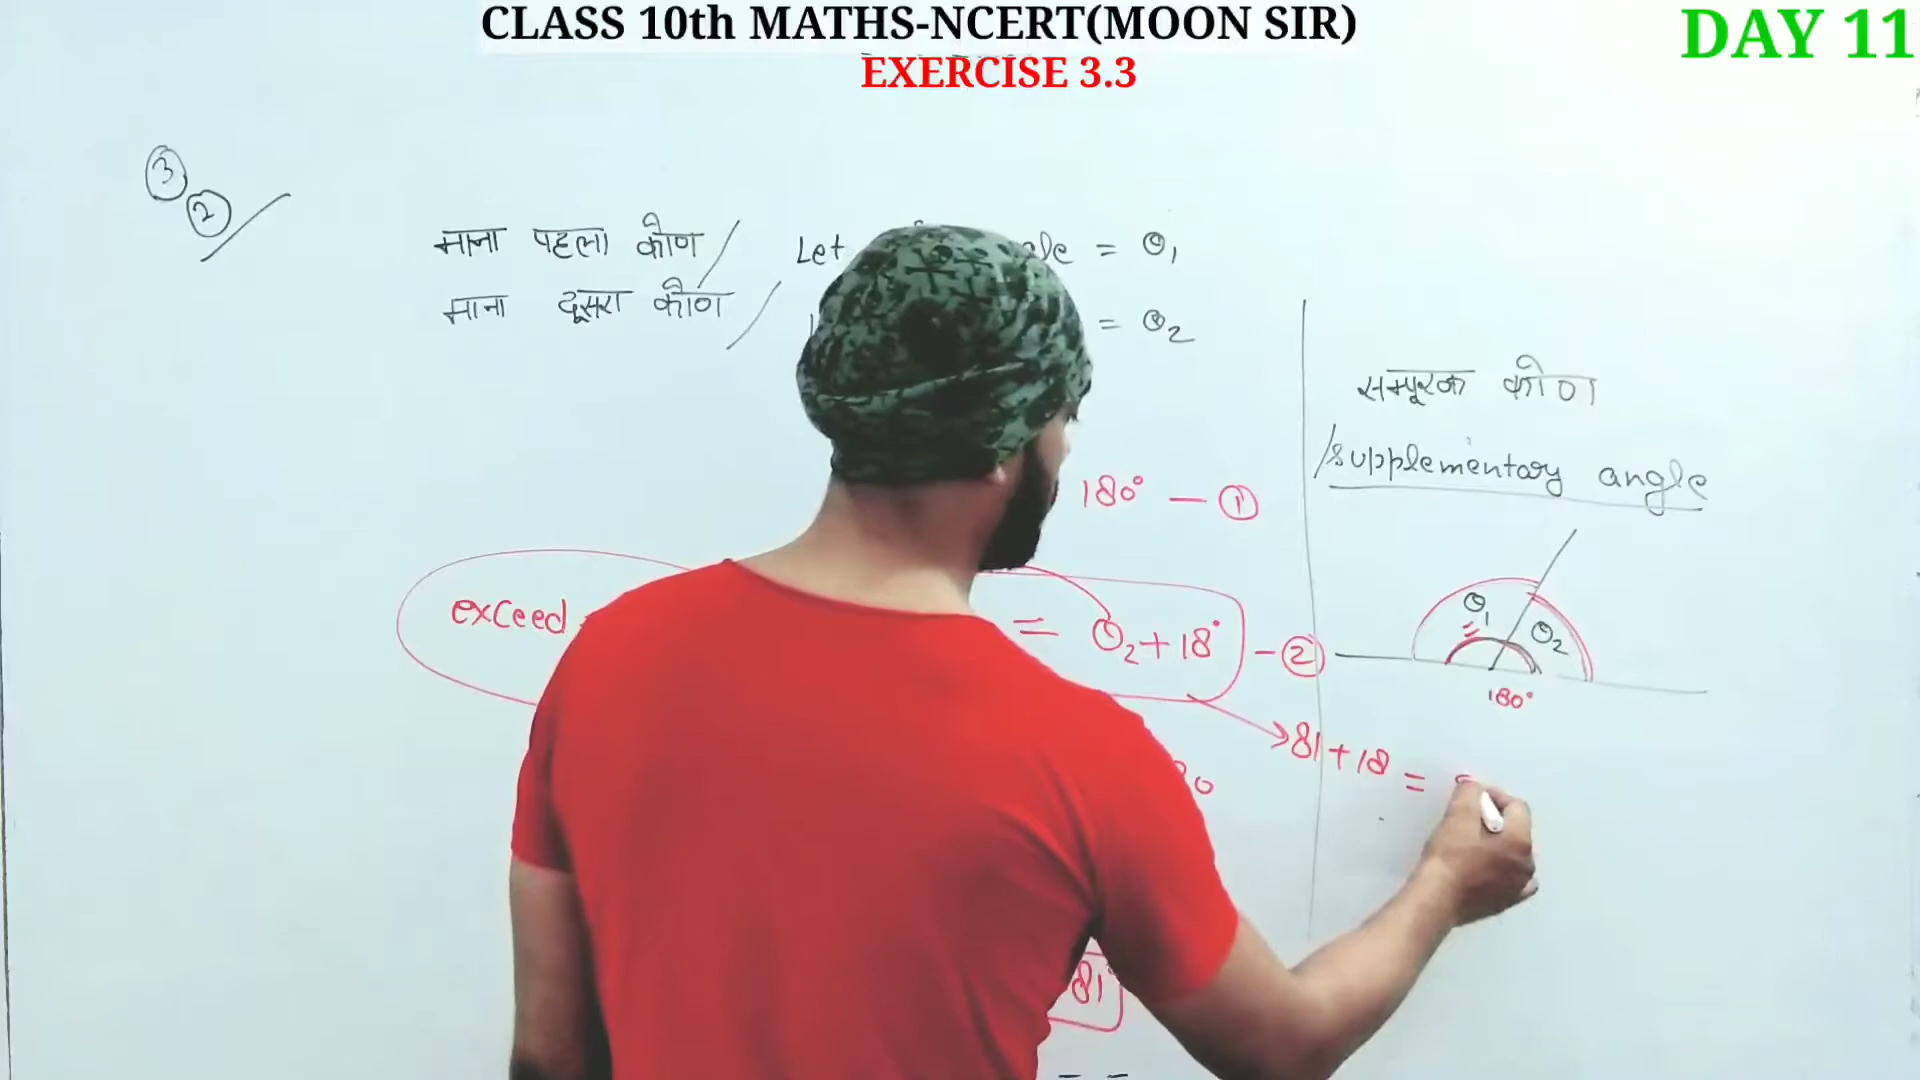 CLASS 10th MATHS-NCERT(MOON SIR)
EXERCISE 3.3
DAY 11
③
②
माना पहला कोण / Let = θ₁
माना दूसरा कोण / = θ₂
180° — ①
exceed = θ₂ + 18° - ②
81 + 18 =
81°
सम्पूरक कोण
/supplementary angle
θ₁ θ₂
180°